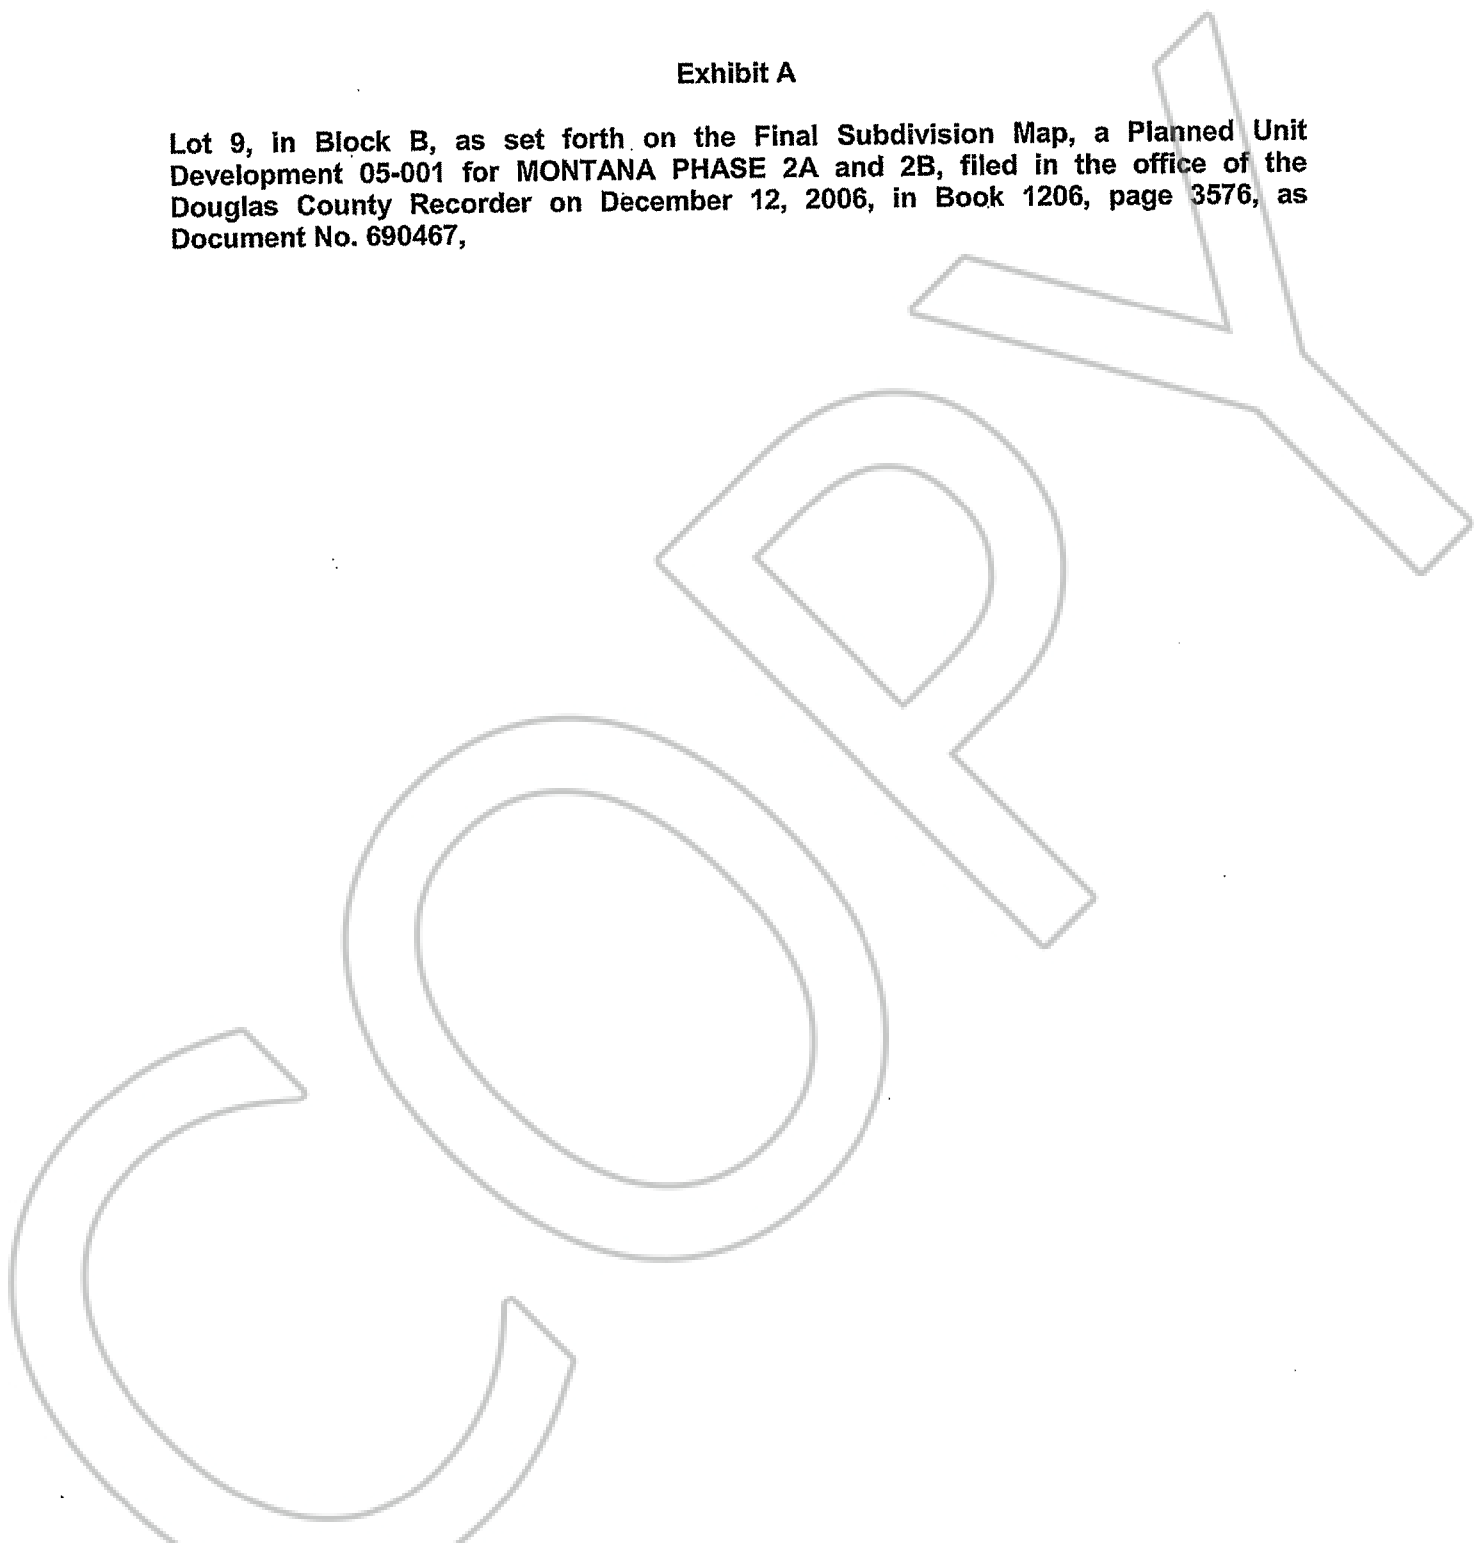 Exhibit A
Lot 9, in Block B, as set forth on the Final Subdivision Map, a Planned Unit
Development 05-001 for MONTANA PHASE 2A and 2B, filed in the office of the
Douglas County Recorder on December 12, 2006, in Book 1206, page 3576, as
Document No. 690467,
COPY